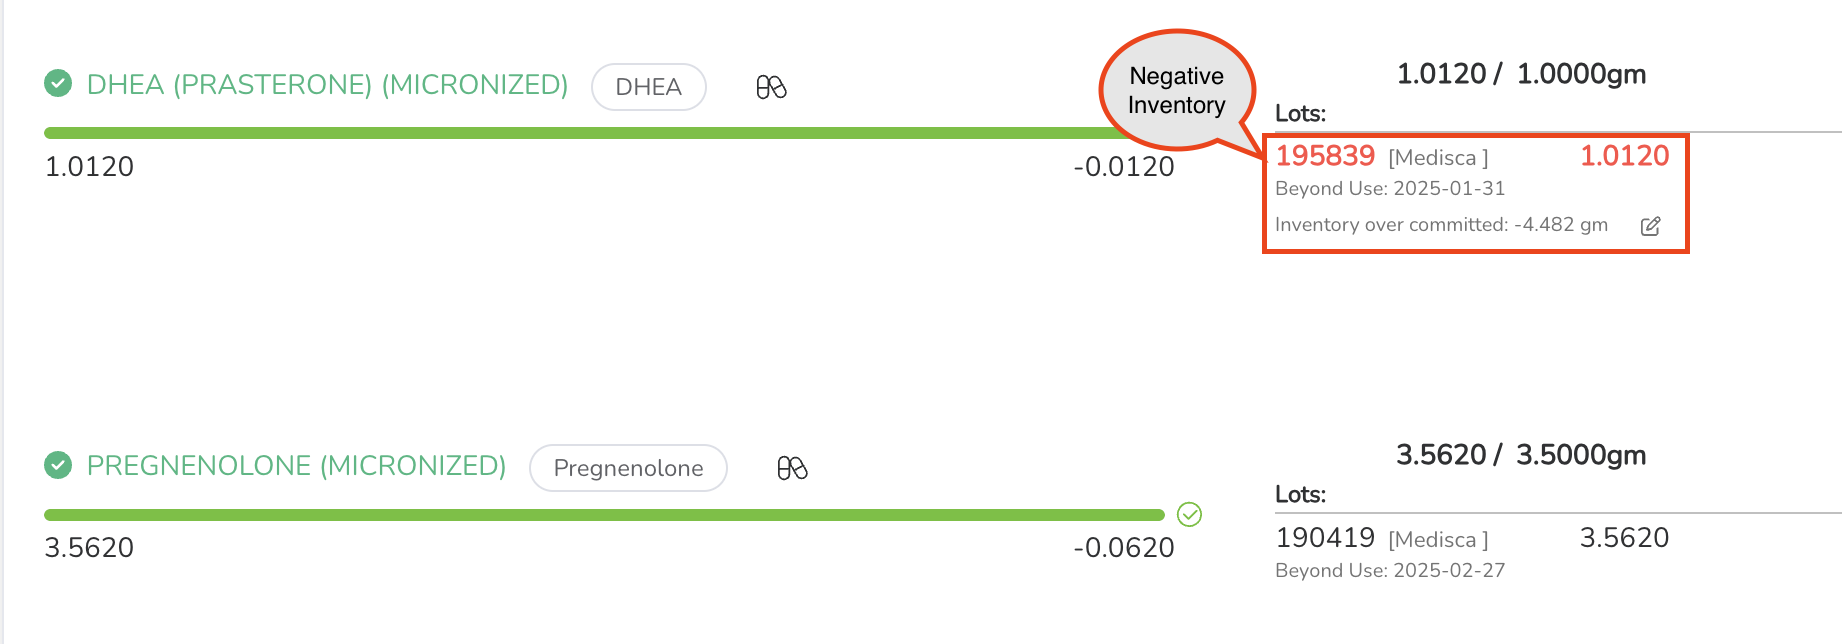 DHEA (PRASTERONE) (MICRONIZED) DHEA
1.0120 -0.0120
Negative
Inventory
1.0120 / 1.0000gm
Lots:
195839 [Medisca ] 1.0120
Beyond Use: 2025-01-31
Inventory over committed: -4.482 gm
PREGNENOLONE (MICRONIZED) Pregnenolone
3.5620 -0.0620
3.5620 / 3.5000gm
Lots:
190419 [Medisca ] 3.5620
Beyond Use: 2025-02-27